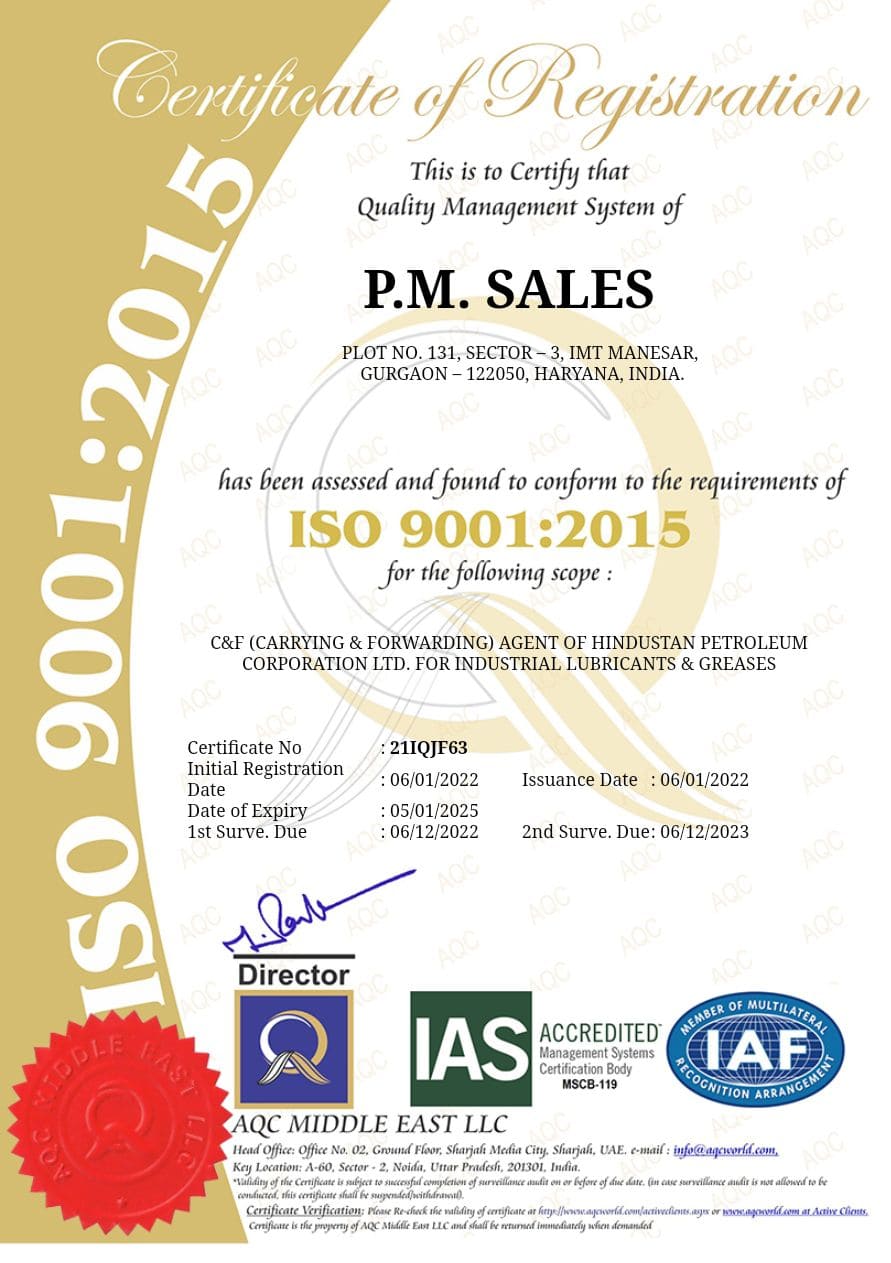 Certificate of Registration
This is to Certify that
Quality Management System of
P.M. SALES
PLOT NO. 131, SECTOR – 3, IMT MANESAR,
GURGAON – 122050, HARYANA, INDIA.
has been assessed and found to conform to the requirements of
ISO 9001:2015
for the following scope :
C&F (CARRYING & FORWARDING) AGENT OF HINDUSTAN PETROLEUM
CORPORATION LTD. FOR INDUSTRIAL LUBRICANTS & GREASES
Certificate No : 21IQJF63
Initial Registration
Date : 06/01/2022 Issuance Date : 06/01/2022
Date of Expiry : 05/01/2025
1st Surve. Due : 06/12/2022 2nd Surve. Due: 06/12/2023
ISO 9001:2015
Director
IAS ACCREDITED™
Management Systems
Certification Body
MSCB-119
MEMBER OF MULTILATERAL
IAF
RECOGNITION ARRANGEMENT
AQC MIDDLE EAST LLC
AQC MIDDLE EAST LLC
Head Office: Office No. 02, Ground Floor, Sharjah Media City, Sharjah, UAE. e-mail : info@aqcworld.com,
Key Location: A-60, Sector - 2, Noida, Uttar Pradesh, 201301, India.
*Validity of the Certificate is subject to successful completion of surveillance audit on or before of due date. (in case surveillance audit is not allowed to be
conducted, this certificate shall be suspended/withdrawal).
Certificate Verification: Please Re-check the validity of certificate at http://www.aqcworld.com/activeclients.aspx or www.aqcworld.com at Active Clients.
Certificate is the property of AQC Middle East LLC and shall be returned immediately when demanded